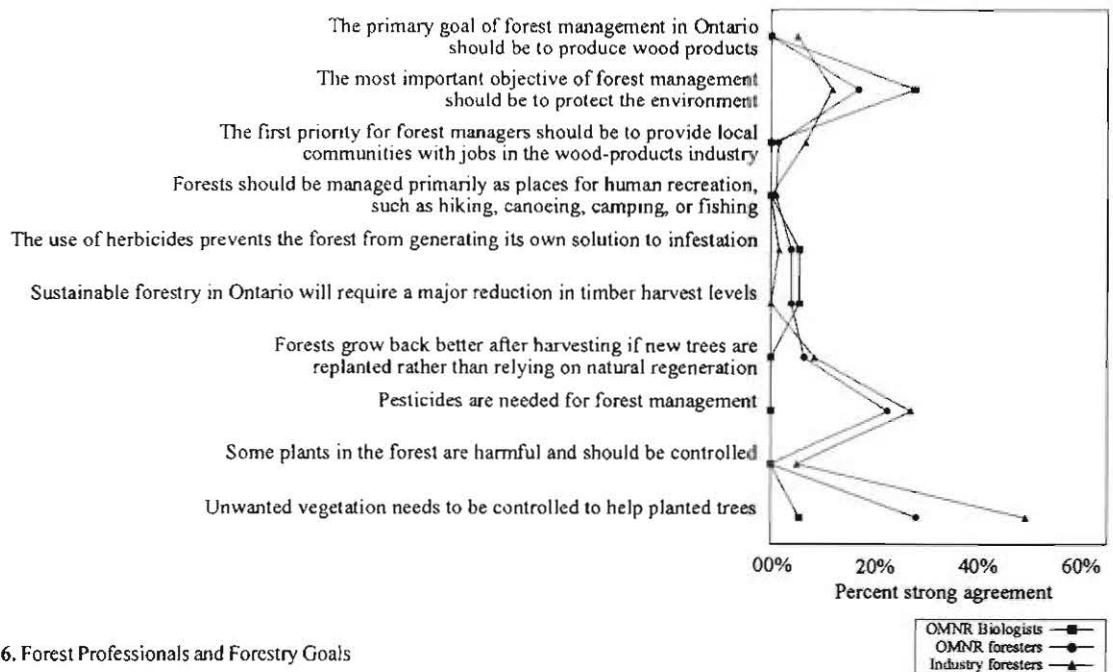 The primary goal of forest management in Ontario
should be to produce wood products
The most important objective of forest management
should be to protect the environment
The first priority for forest managers should be to provide local
communities with jobs in the wood-products industry
Forests should be managed primarily as places for human recreation,
such as hiking, canoeing, camping, or fishing
The use of herbicides prevents the forest from generating its own solution to infestation
Sustainable forestry in Ontario will require a major reduction in timber harvest levels
Forests grow back better after harvesting if new trees are
replanted rather than relying on natural regeneration
Pesticides are needed for forest management
Some plants in the forest are harmful and should be controlled
Unwanted vegetation needs to be controlled to help planted trees
00% 20% 40% 60%
Percent strong agreement
OMNR Biologists
OMNR foresters
Industry foresters
6. Forest Professionals and Forestry Goals